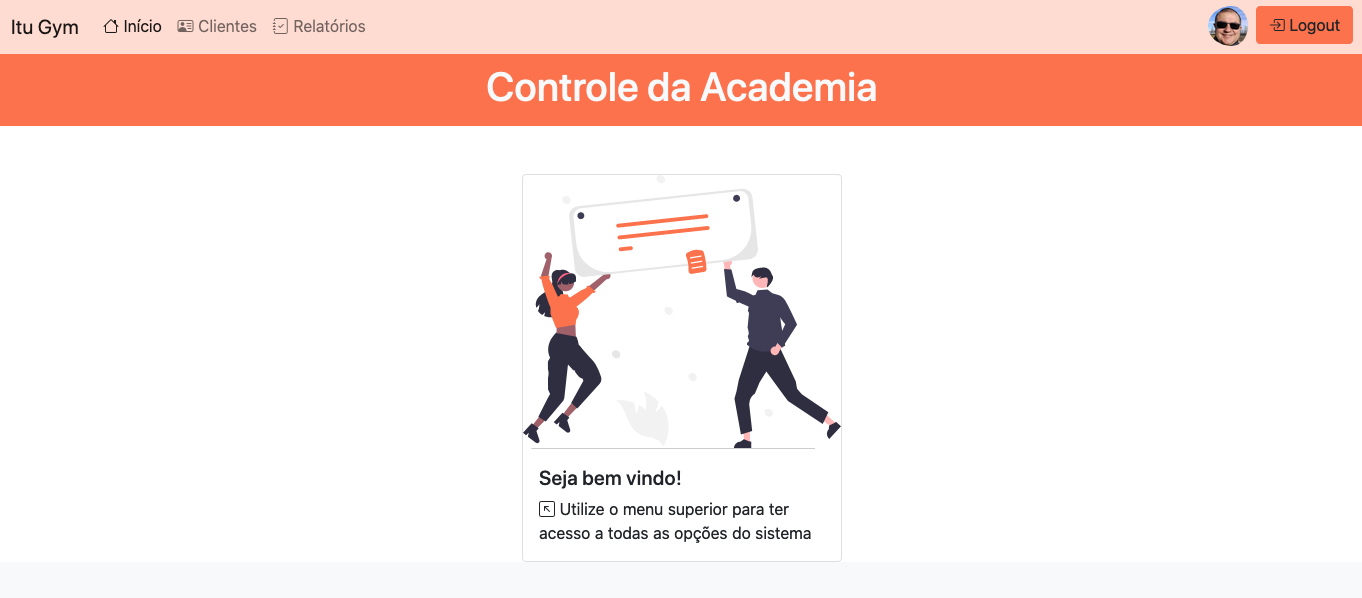 Itu Gym Início Clientes Relatórios Logout
Controle da Academia
Seja bem vindo!
Utilize o menu superior para ter
acesso a todas as opções do sistema